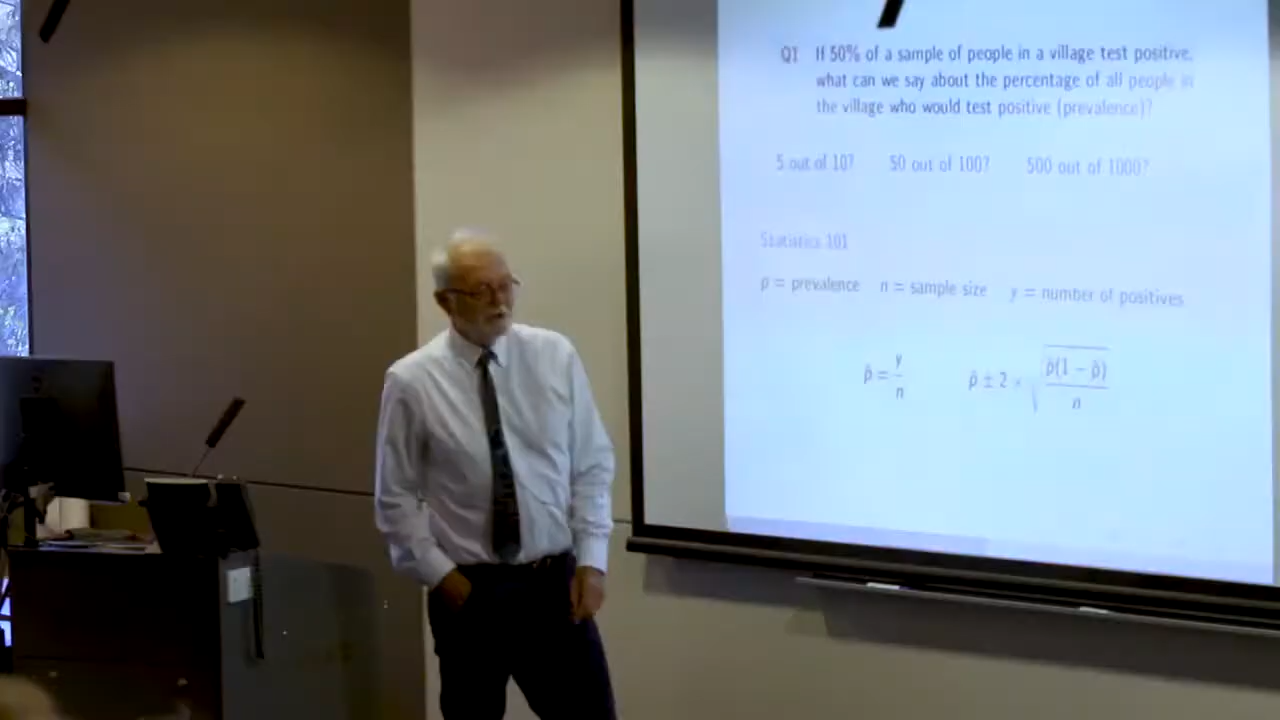 Q1 If 50% of a sample of people in a village test positive,
what can we say about the percentage of all people in
the village who would test positive (prevalence)?
5 out of 10? 50 out of 100? 500 out of 1000?
Statistics 101
p = prevalence n = sample size y = number of positives
p̂ = y/n p̂ ± 2 × √(p̂(1 − p̂)/n)